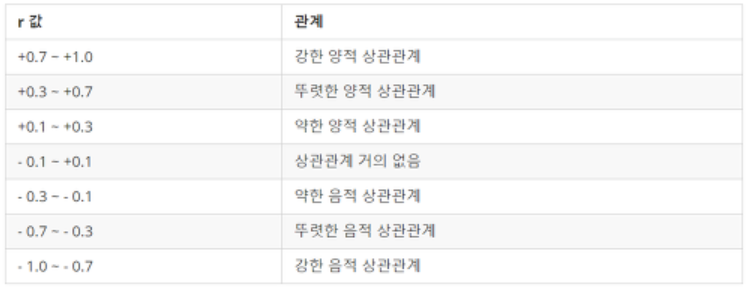 r 값 관계
+0.7 ~ +1.0 강한 양적 상관관계
+0.3 ~ +0.7 뚜렷한 양적 상관관계
+0.1 ~ +0.3 약한 양적 상관관계
- 0.1 ~ +0.1 상관관계 거의 없음
- 0.3 ~ - 0.1 약한 음적 상관관계
- 0.7 ~ - 0.3 뚜렷한 음적 상관관계
- 1.0 ~ - 0.7 강한 음적 상관관계